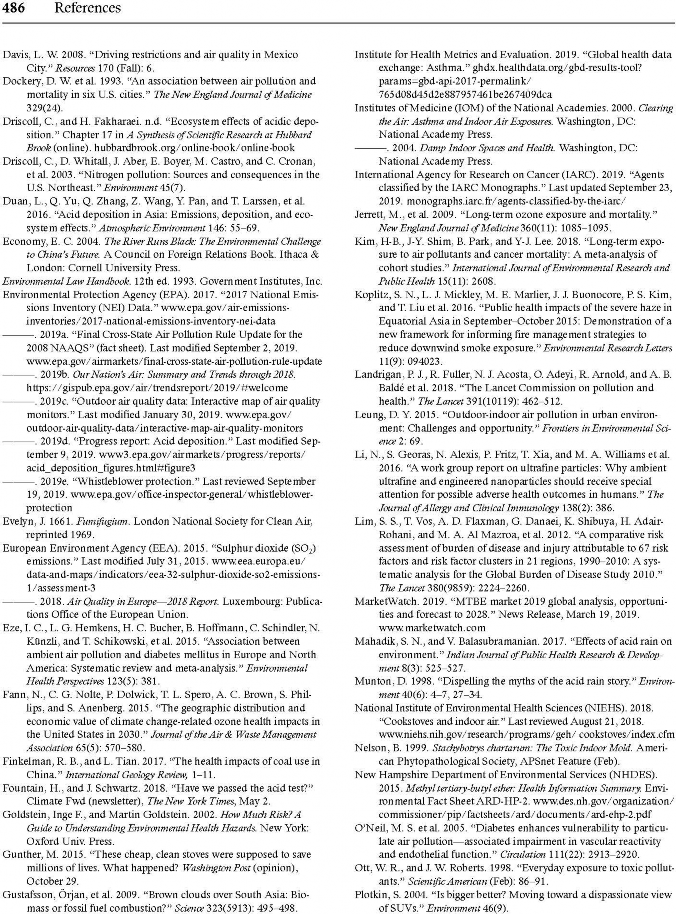 486 References
Davis, L. W. 2008. “Driving restrictions and air quality in Mexico
City.” Resources 170 (Fall): 6.
Dockery, D. W. et al. 1993. “An association between air pollution and
mortality in six U.S. cities.” The New England Journal of Medicine
329(24).
Driscoll, C., and H. Fakharaei. n.d. “Ecosystem effects of acidic depo-
sition.” Chapter 17 in A Synthesis of Scientific Research at Hubbard
Brook (online). hubbardbrook.org/online-book/online-book
Driscoll, C., D. Whitall, J. Aber, E. Boyer, M. Castro, and C. Cronan,
et al. 2003. “Nitrogen pollution: Sources and consequences in the
U.S. Northeast.” Environment 45(7).
Duan, L., Q. Yu, Q. Zhang, Z. Wang, Y. Pan, and T. Larssen, et al.
2016. “Acid deposition in Asia: Emissions, deposition, and eco-
system effects.” Atmospheric Environment 146: 55–69.
Economy, E. C. 2004. The River Runs Black: The Environmental Challenge
to China’s Future. A Council on Foreign Relations Book. Ithaca &
London: Cornell University Press.
Environmental Law Handbook. 12th ed. 1993. Government Institutes, Inc.
Environmental Protection Agency (EPA). 2017. “2017 National Emis-
sions Inventory (NEI) Data.” www.epa.gov/air-emissions-
inventories/2017-national-emissions-inventory-nei-data
———. 2019a. “Final Cross-State Air Pollution Rule Update for the
2008 NAAQS” (fact sheet). Last modified September 2, 2019.
www.epa.gov/airmarkets/final-cross-state-air-pollution-rule-update
———. 2019b. Our Nation’s Air: Summary and Trends through 2018.
https://gispub.epa.gov/air/trendsreport/2019/#welcome
———. 2019c. “Outdoor air quality data: Interactive map of air quality
monitors.” Last modified January 30, 2019. www.epa.gov/
outdoor-air-quality-data/interactive-map-air-quality-monitors
———. 2019d. “Progress report: Acid deposition.” Last modified Sep-
tember 9, 2019. www3.epa.gov/airmarkets/progress/reports/
acid_deposition_figures.html#figure3
———. 2019e. “Whistleblower protection.” Last reviewed September
19, 2019. www.epa.gov/office-inspector-general/whistleblower-
protection
Evelyn, J. 1661. Fumifugium. London National Society for Clean Air,
reprinted 1969.
European Environment Agency (EEA). 2015. “Sulphur dioxide (SO₂)
emissions.” Last modified July 31, 2015. www.eea.europa.eu/
data-and-maps/indicators/eea-32-sulphur-dioxide-so2-emissions-
1/assessment-3
———. 2018. Air Quality in Europe—2018 Report. Luxembourg: Publica-
tions Office of the European Union.
Eze, I. C., L. G. Hemkens, H. C. Bucher, B. Hoffmann, C. Schindler, N.
Künzli, and T. Schikowski, et al. 2015. “Association between
ambient air pollution and diabetes mellitus in Europe and North
America: Systematic review and meta-analysis.” Environmental
Health Perspectives 123(5): 381.
Fann, N., C. G. Nolte, P. Dolwick, T. L. Spero, A. C. Brown, S. Phil-
lips, and S. Anenberg. 2015. “The geographic distribution and
economic value of climate change-related ozone health impacts in
the United States in 2030.” Journal of the Air & Waste Management
Association 65(5): 570–580.
Finkelman, R. B., and L. Tian. 2017. “The health impacts of coal use in
China.” International Geology Review, 1–11.
Fountain, H., and J. Schwartz. 2018. “Have we passed the acid test?”
Climate Fwd (newsletter), The New York Times, May 2.
Goldstein, Inge F., and Martin Goldstein. 2002. How Much Risk? A
Guide to Understanding Environmental Health Hazards. New York:
Oxford Univ. Press.
Gunther, M. 2015. “These cheap, clean stoves were supposed to save
millions of lives. What happened? Washington Post (opinion),
October 29.
Gustafsson, Örjan, et al. 2009. “Brown clouds over South Asia: Bio-
mass or fossil fuel combustion?” Science 323(5913): 495–498.
Institute for Health Metrics and Evaluation. 2019. “Global health data
exchange: Asthma.” ghdx.healthdata.org/gbd-results-tool?
params=gbd-api-2017-permalink/
765d08d45d2e887957461be267409dca
Institutes of Medicine (IOM) of the National Academies. 2000. Clearing
the Air: Asthma and Indoor Air Exposures. Washington, DC:
National Academy Press.
———. 2004. Damp Indoor Spaces and Health. Washington, DC:
National Academy Press.
International Agency for Research on Cancer (IARC). 2019. “Agents
classified by the IARC Monographs.” Last updated September 23,
2019. monographs.iarc.fr/agents-classified-by-the-iarc/
Jerrett, M., et al. 2009. “Long-term ozone exposure and mortality.”
New England Journal of Medicine 360(11): 1085–1095.
Kim, H-B., J-Y. Shim, B. Park, and Y-J. Lee. 2018. “Long-term expo-
sure to air pollutants and cancer mortality: A meta-analysis of
cohort studies.” International Journal of Environmental Research and
Public Health 15(11): 2608.
Koplitz, S. N., L. J. Mickley, M. E. Marlier, J. J. Buonocore, P. S. Kim,
and T. Liu et al. 2016. “Public health impacts of the severe haze in
Equatorial Asia in September–October 2015: Demonstration of a
new framework for informing fire management strategies to
reduce downwind smoke exposure.” Environmental Research Letters
11(9): 094023.
Landrigan, P. J., R. Fuller, N. J. Acosta, O. Adeyi, R. Arnold, and A. B.
Baldé et al. 2018. “The Lancet Commission on pollution and
health.” The Lancet 391(10119): 462–512.
Leung, D. Y. 2015. “Outdoor-indoor air pollution in urban environ-
ment: Challenges and opportunity.” Frontiers in Environmental Sci-
ence 2: 69.
Li, N., S. Georas, N. Alexis, P. Fritz, T. Xia, and M. A. Williams et al.
2016. “A work group report on ultrafine particles: Why ambient
ultrafine and engineered nanoparticles should receive special
attention for possible adverse health outcomes in humans.” The
Journal of Allergy and Clinical Immunology 138(2): 386.
Lim, S. S., T. Vos, A. D. Flaxman, G. Danaei, K. Shibuya, H. Adair-
Rohani, and M. A. Al Mazroa, et al. 2012. “A comparative risk
assessment of burden of disease and injury attributable to 67 risk
factors and risk factor clusters in 21 regions, 1990–2010: A sys-
tematic analysis for the Global Burden of Disease Study 2010.”
The Lancet 380(9859): 2224–2260.
MarketWatch. 2019. “MTBE market 2019 global analysis, opportuni-
ties and forecast to 2028.” News Release, March 19, 2019.
www.marketwatch.com
Mahadik, S. N., and V. Balasubramanian. 2017. “Effects of acid rain on
environment.” Indian Journal of Public Health Research & Develop-
ment 8(3): 525–527.
Munton, D. 1998. “Dispelling the myths of the acid rain story.” Environ-
ment 40(6): 4–7, 27–34.
National Institute of Environmental Health Sciences (NIEHS). 2018.
“Cookstoves and indoor air.” Last reviewed August 21, 2018.
www.niehs.nih.gov/research/programs/geh/ cookstoves/index.cfm
Nelson, B. 1999. Stachybotrys chartarum: The Toxic Indoor Mold. Ameri-
can Phytopathological Society, APSnet Feature (Feb).
New Hampshire Department of Environmental Services (NHDES).
2015. Methyl tertiary-butyl ether: Health Information Summary. Envi-
ronmental Fact Sheet ARD-HP-2. www.des.nh.gov/organization/
commissioner/pip/factsheets/ard/documents/ard-ehp-2.pdf
O’Neil, M. S. et al. 2005. “Diabetes enhances vulnerability to particu-
late air pollution—associated impairment in vascular reactivity
and endothelial function.” Circulation 111(22): 2913–2920.
Ott, W. R., and J. W. Roberts. 1998. “Everyday exposure to toxic pollut-
ants.” Scientific American (Feb): 86–91.
Plotkin, S. 2004. “Is bigger better? Moving toward a dispassionate view
of SUVs.” Environment 46(9).